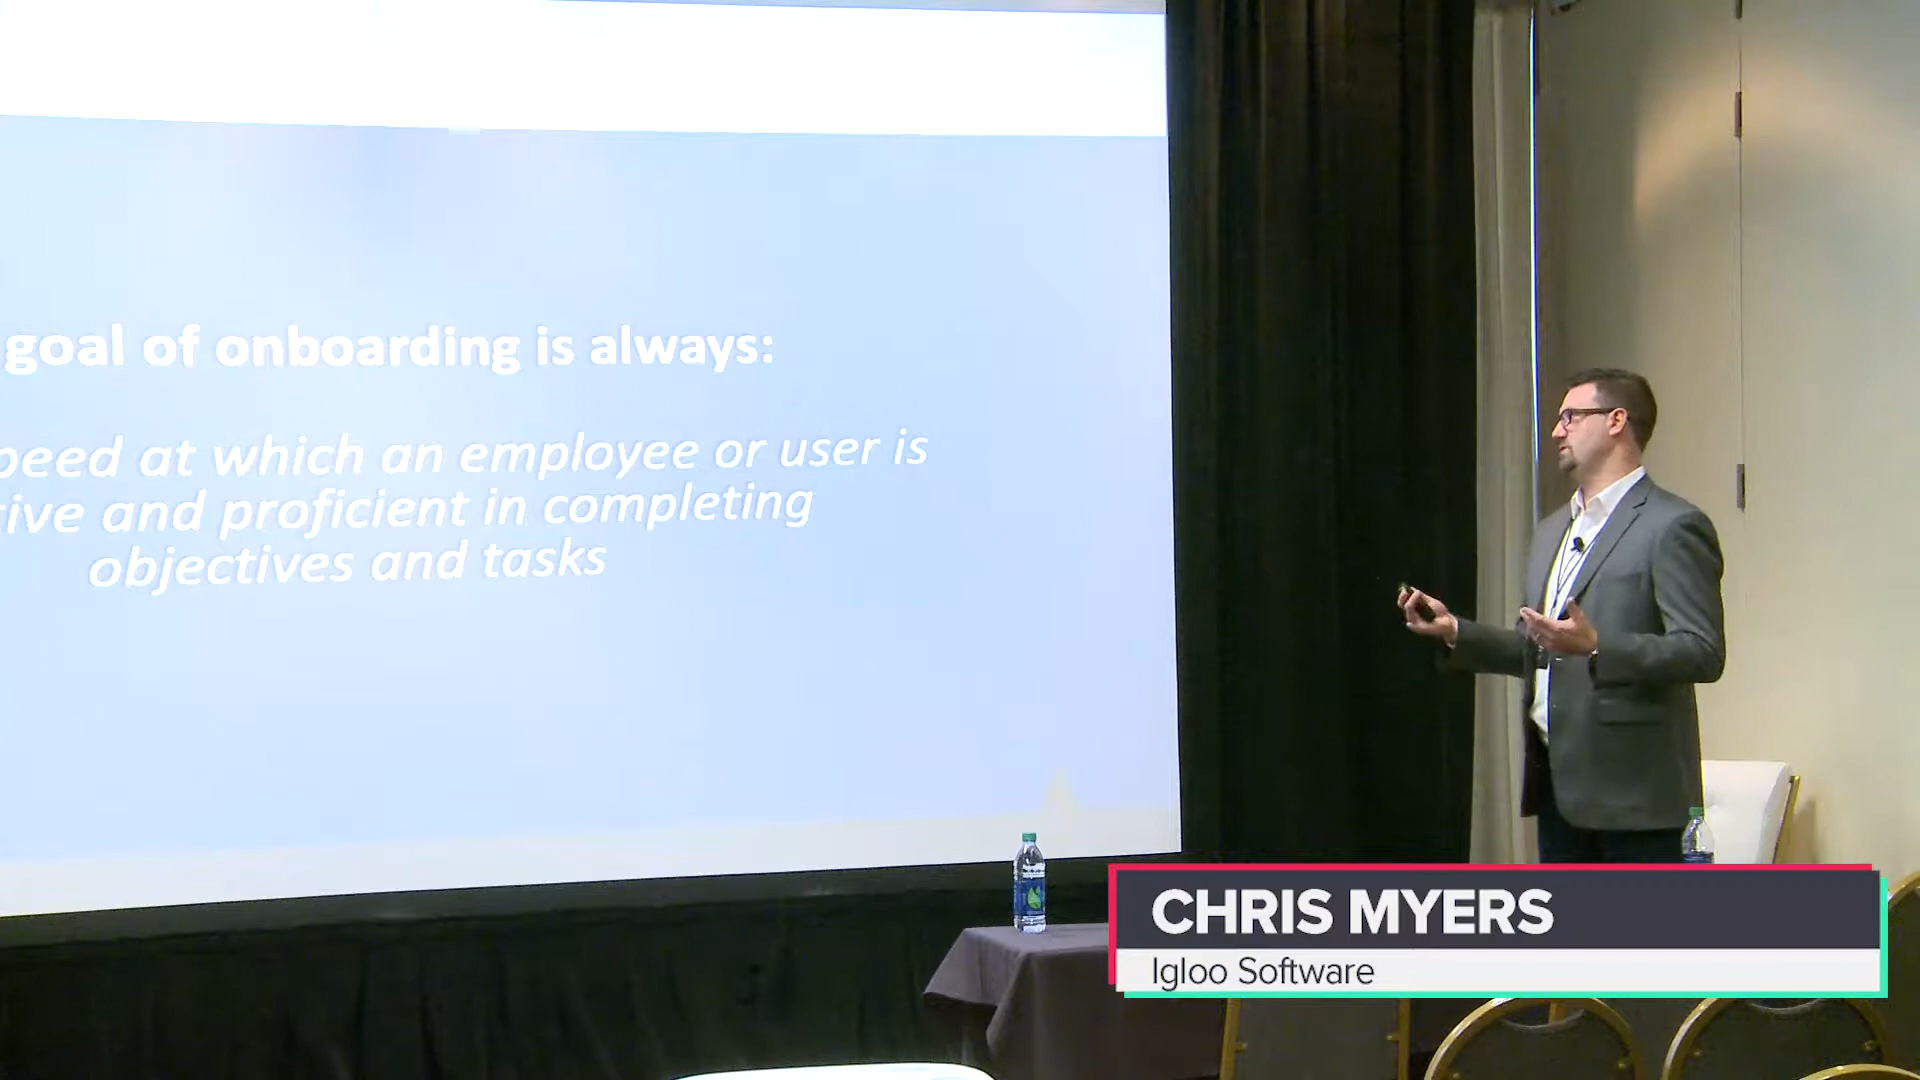 goal of onboarding is always:
peed at which an employee or user is
tive and proficient in completing
objectives and tasks
CHRIS MYERS
Igloo Software